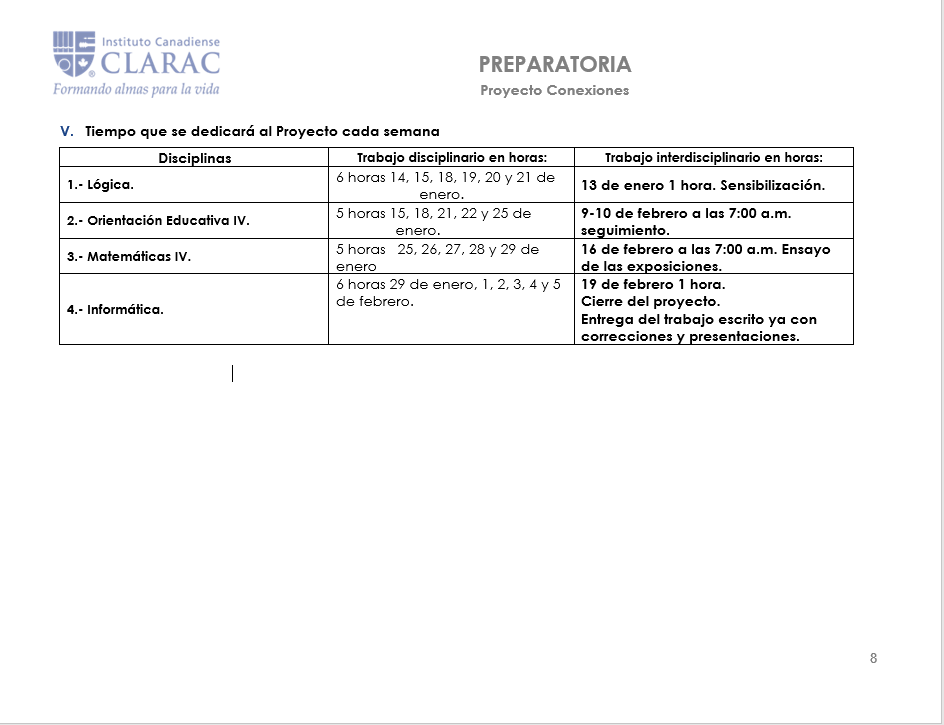 Instituto Canadiense
CLARAC
Formando almas para la vida
PREPARATORIA
Proyecto Conexiones
V. Tiempo que se dedicará al Proyecto cada semana
Disciplinas
Trabajo disciplinario en horas:
Trabajo interdisciplinario en horas:
1.- Lógica.
6 horas 14, 15, 18, 19, 20 y 21 de
enero.
13 de enero 1 hora. Sensibilización.
2.- Orientación Educativa IV.
5 horas 15, 18, 21, 22 y 25 de
enero.
9-10 de febrero a las 7:00 a.m.
seguimiento.
3.- Matemáticas IV.
5 horas 25, 26, 27, 28 y 29 de
enero
16 de febrero a las 7:00 a.m. Ensayo
de las exposiciones.
4.- Informática.
6 horas 29 de enero, 1, 2, 3, 4 y 5
de febrero.
19 de febrero 1 hora.
Cierre del proyecto.
Entrega del trabajo escrito ya con
correcciones y presentaciones.
8